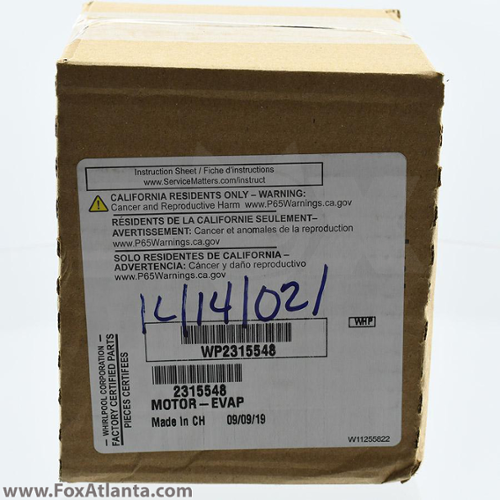 Instruction Sheet / Fiche d'instructions
www.ServiceMatters.com/instruct
CALIFORNIA RESIDENTS ONLY – WARNING:
Cancer and Reproductive Harm www.P65Warnings.ca.gov
RÉSIDENTS DE LA CALIFORNIE SEULEMENT–
AVERTISSEMENT: Cancer et anomales de la reproduction
www.P65Warnings.ca.gov
SOLO RESIDENTES DE CALIFORNIA –
ADVERTENCIA: Cáncer y daño reproductivo
www.P65Warnings.ca.gov
/14/021
WHP
WP2315548
2315548
MOTOR-EVAP
Made in CH 09/09/19
– WHIRLPOOL CORPORATION –
FACTORY CERTIFIED PARTS
PIECES CERTIFEES
W11255822
www.FoxAtlanta.com